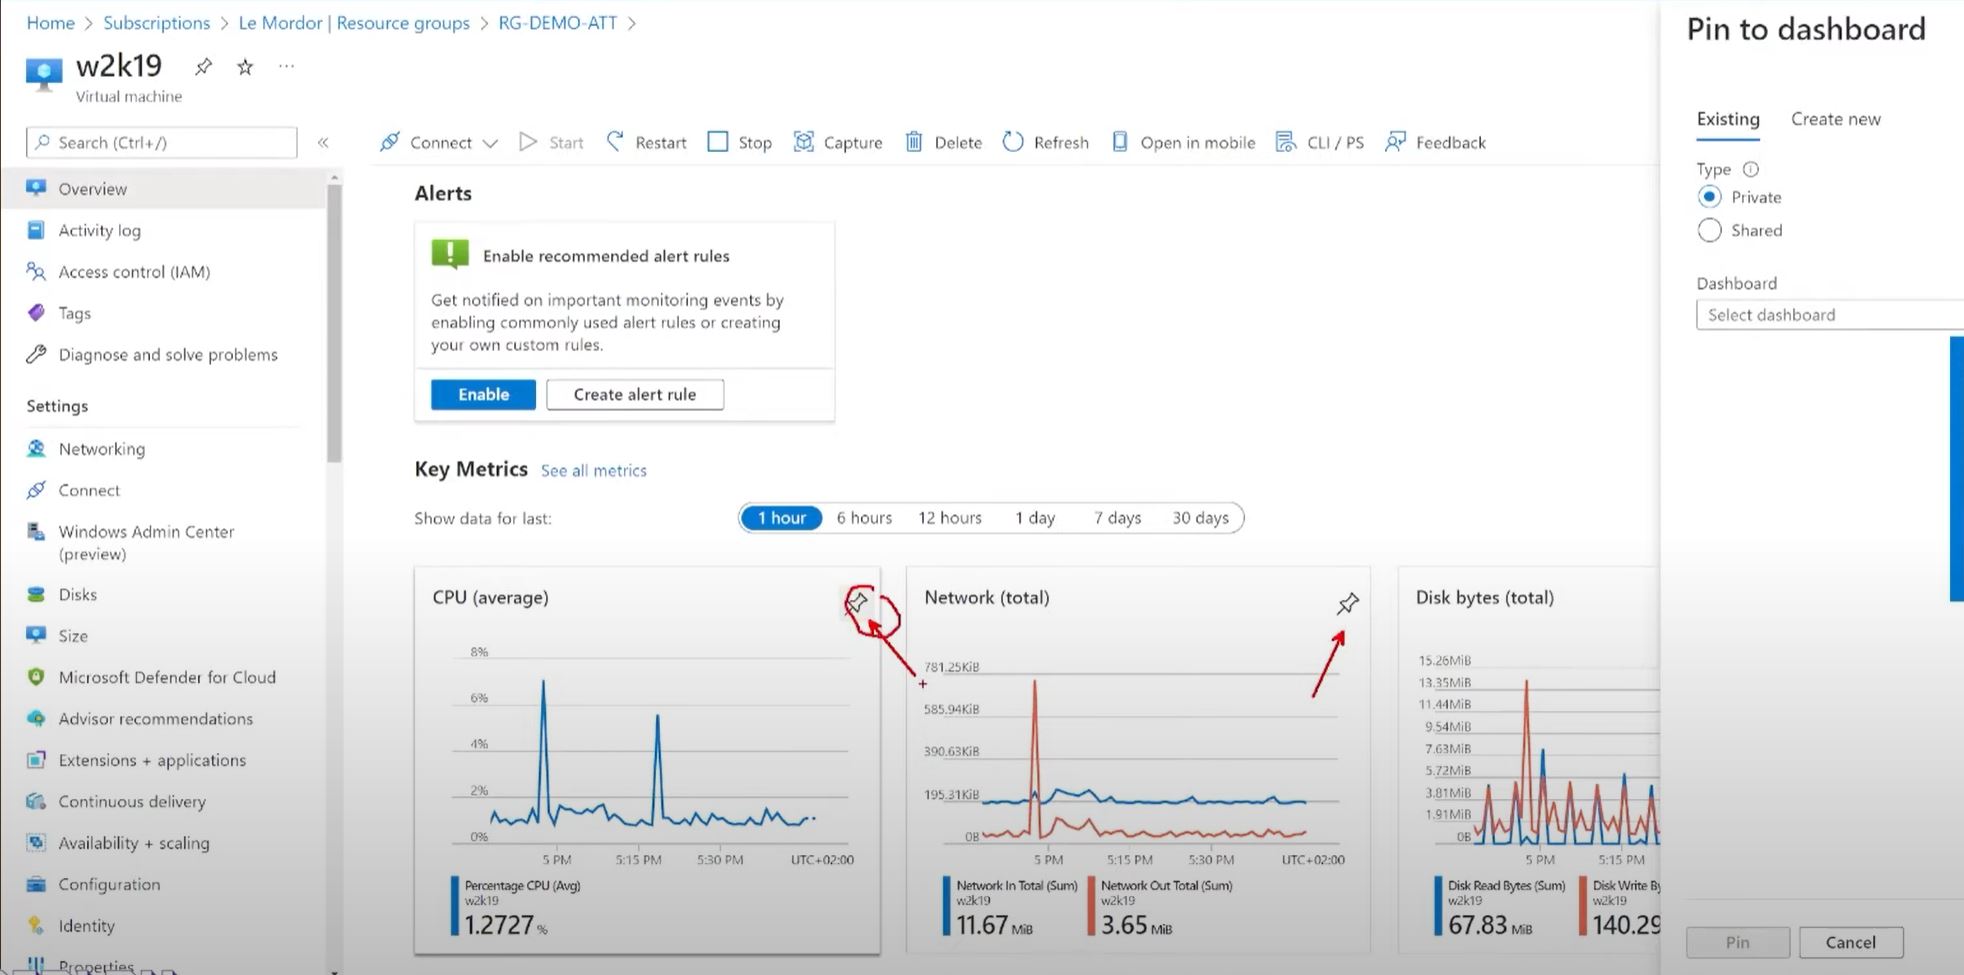 Home > Subscriptions > Le Mordor | Resource groups > RG-DEMO-ATT >
w2k19
Virtual machine
Search (Ctrl+/)
Overview
Activity log
Access control (IAM)
Tags
Diagnose and solve problems
Settings
Networking
Connect
Windows Admin Center
(preview)
Disks
Size
Microsoft Defender for Cloud
Advisor recommendations
Extensions + applications
Continuous delivery
Availability + scaling
Configuration
Identity
Properties
Connect Start Restart Stop Capture Delete Refresh Open in mobile CLI / PS Feedback
Alerts
Enable recommended alert rules
Get notified on important monitoring events by
enabling commonly used alert rules or creating
your own custom rules.
Enable Create alert rule
Key Metrics See all metrics
Show data for last: 1 hour 6 hours 12 hours 1 day 7 days 30 days
CPU (average)
8%
6%
4%
2%
0%
5 PM 5:15 PM 5:30 PM UTC+02:00
Percentage CPU (Avg)
w2k19
1.2727 %
Network (total)
781.25KiB
585.94KiB
390.63KiB
195.31KiB
0B
5 PM 5:15 PM 5:30 PM UTC+02:00
Network In Total (Sum) Network Out Total (Sum)
w2k19 w2k19
11.67 MiB 3.65 MiB
Disk bytes (total)
15.26MiB
13.35MiB
11.44MiB
9.54MiB
7.63MiB
5.72MiB
3.81MiB
1.91MiB
0B
5 PM 5:15 PM
Disk Read Bytes (Sum) Disk Write By
w2k19 w2k19
67.83 MiB 140.29
Pin to dashboard
Existing Create new
Type
Private
Shared
Dashboard
Select dashboard
Pin Cancel